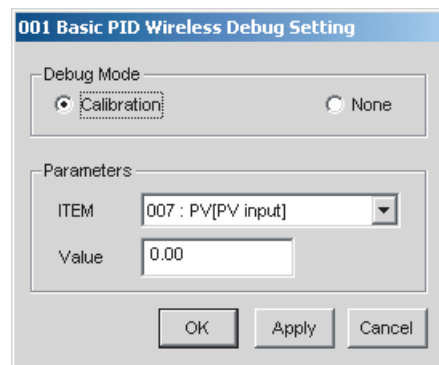 001 Basic PID Wireless Debug Setting
Debug Mode
Calibration None
Parameters
ITEM 007 : PV[PV input]
Value 0.00
OK Apply Cancel